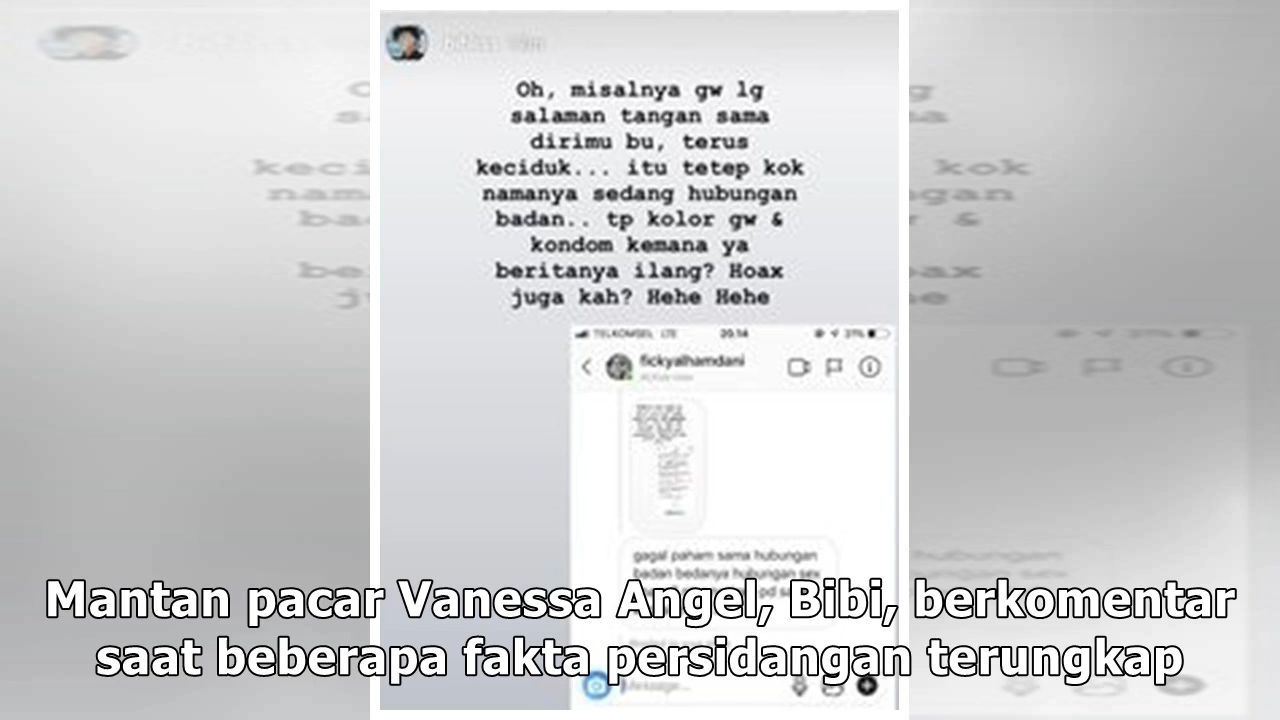 Oh, misalnya gw lg
salaman tangan sama
dirimu bu, terus
keciduk... itu tetep kok
namanya sedang hubungan
badan.. tp kolor gw &
kondom kemana ya
beritanya ilang? Hoax
juga kah? Hehe Hehe
TELKOMSEL LTE 20.14
fickyalhamdani
gagal paham sama hubungan
badan bedanya hubungan sex
Mantan pacar Vanessa Angel, Bibi, berkomentar
saat beberapa fakta persidangan terungkap
Message...